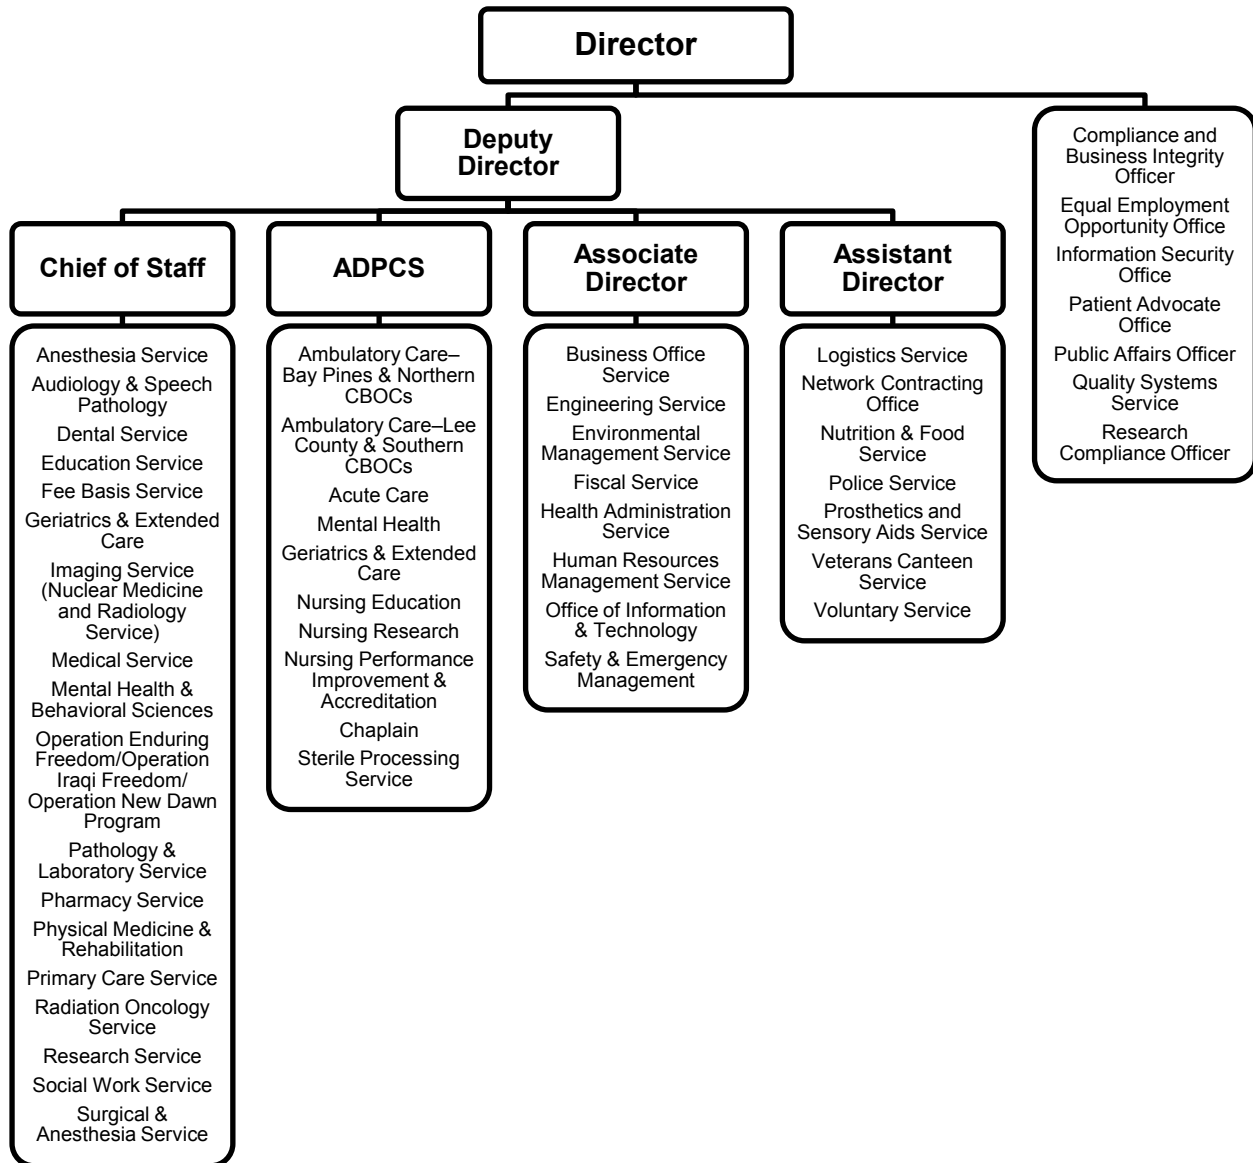 Director
Deputy
Director
Chief of Staff
ADPCS
Associate
Director
Assistant
Director
Anesthesia Service
Audiology & Speech
Pathology
Dental Service
Education Service
Fee Basis Service
Geriatrics & Extended
Care
Imaging Service
(Nuclear Medicine
and Radiology
Service)
Medical Service
Mental Health &
Behavioral Sciences
Operation Enduring
Freedom/Operation
Iraqi Freedom/
Operation New Dawn
Program
Pathology &
Laboratory Service
Pharmacy Service
Physical Medicine &
Rehabilitation
Primary Care Service
Radiation Oncology
Service
Research Service
Social Work Service
Surgical &
Anesthesia Service
Ambulatory Care–
Bay Pines & Northern
CBOCs
Ambulatory Care–Lee
County & Southern
CBOCs
Acute Care
Mental Health
Geriatrics & Extended
Care
Nursing Education
Nursing Research
Nursing Performance
Improvement &
Accreditation
Chaplain
Sterile Processing
Service
Business Office
Service
Engineering Service
Environmental
Management Service
Fiscal Service
Health Administration
Service
Human Resources
Management Service
Office of Information
& Technology
Safety & Emergency
Management
Logistics Service
Network Contracting
Office
Nutrition & Food
Service
Police Service
Prosthetics and
Sensory Aids Service
Veterans Canteen
Service
Voluntary Service
Compliance and
Business Integrity
Officer
Equal Employment
Opportunity Office
Information Security
Office
Patient Advocate
Office
Public Affairs Officer
Quality Systems
Service
Research
Compliance Officer